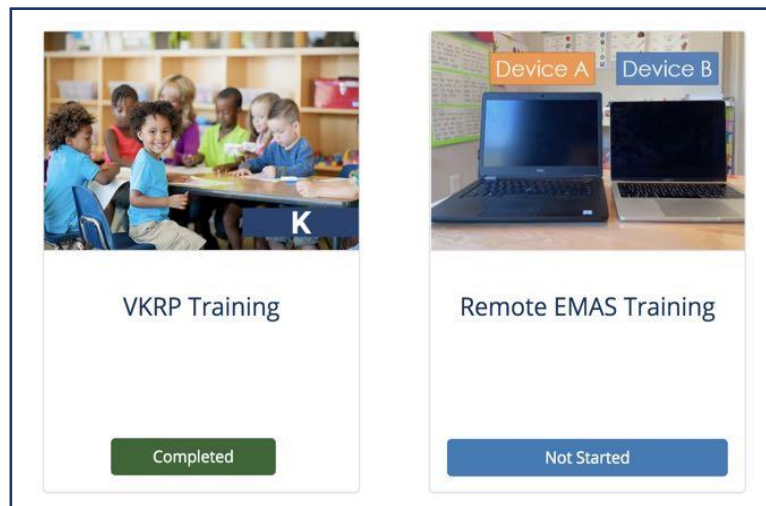 Device A
Device B
K
VKRP Training
Remote EMAS Training
Completed
Not Started